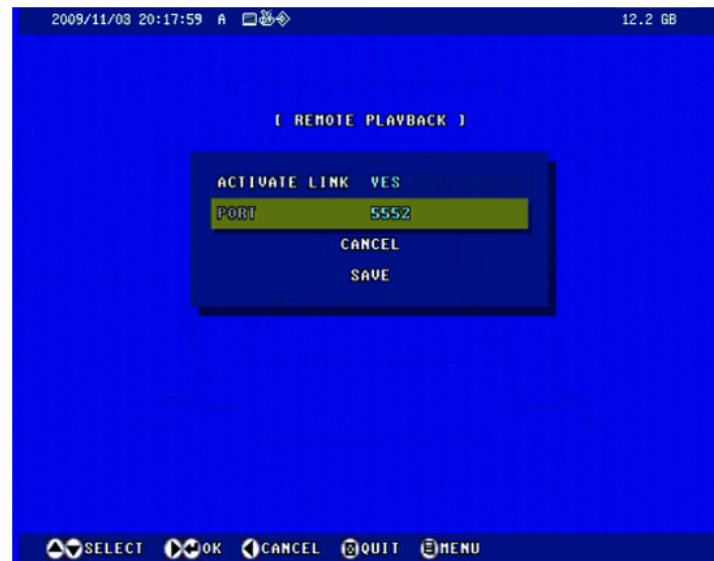 2009/11/03 20:17:59 A 12.2 GB
[ REMOTE PLAYBACK ]
ACTIVATE LINK YES
PORT 5552
CANCEL
SAVE
SELECT OK CANCEL QUIT MENU